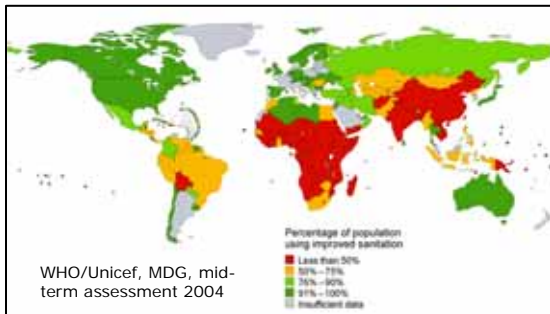 Percentage of population
using improved sanitation
Less than 50%
50%–75%
76%–90%
91%–100%
Insufficient data
WHO/Unicef, MDG, mid-
term assessment 2004